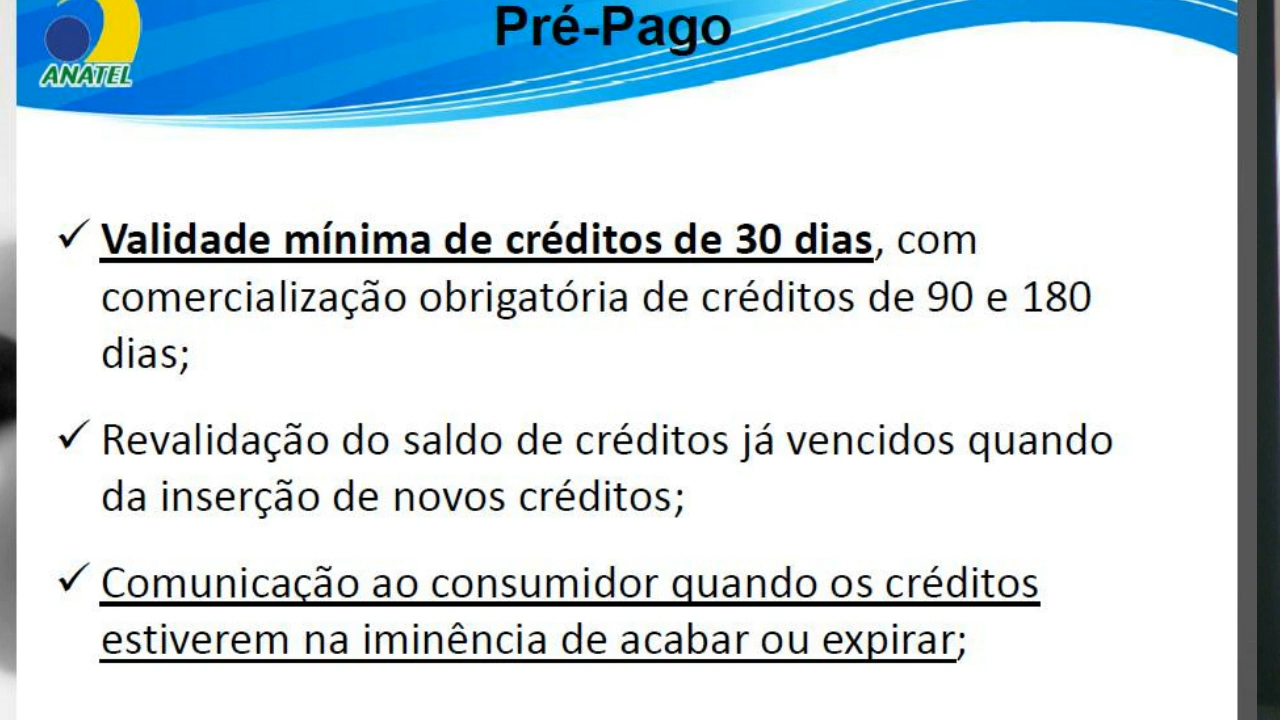 Pré-Pago
ANATEL
✓ Validade mínima de créditos de 30 dias, com
comercialização obrigatória de créditos de 90 e 180
dias;
✓ Revalidação do saldo de créditos já vencidos quando
da inserção de novos créditos;
✓ Comunicação ao consumidor quando os créditos
estiverem na iminência de acabar ou expirar;